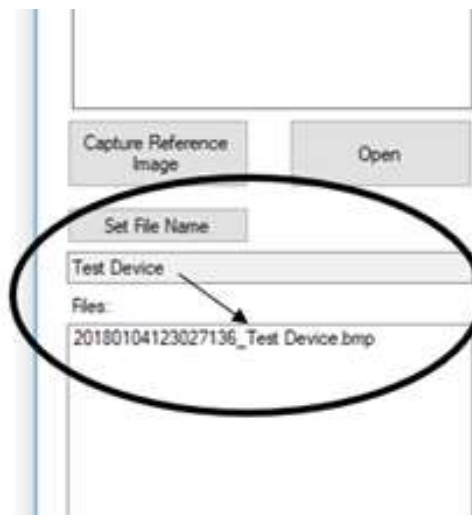 Capture Reference
Image
Open
Set File Name
Test Device
Files:
20180104123027136_Test Device.bmp